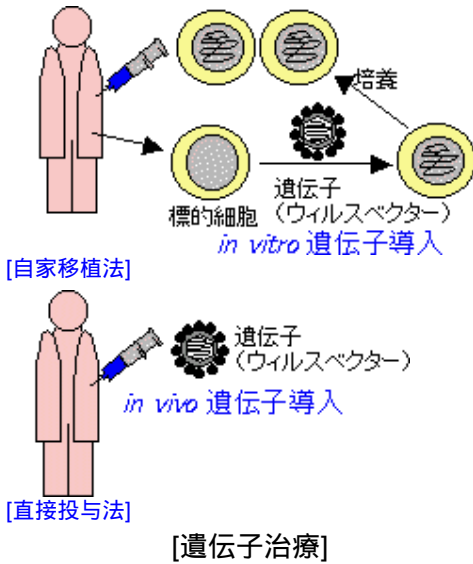 培養
遺伝子
標的細胞 （ウィルスベクター）
in vitro 遺伝子導入
[自家移植法]
遺伝子
（ウィルスベクター）
in vivo 遺伝子導入
[直接投与法]
[遺伝子治療]